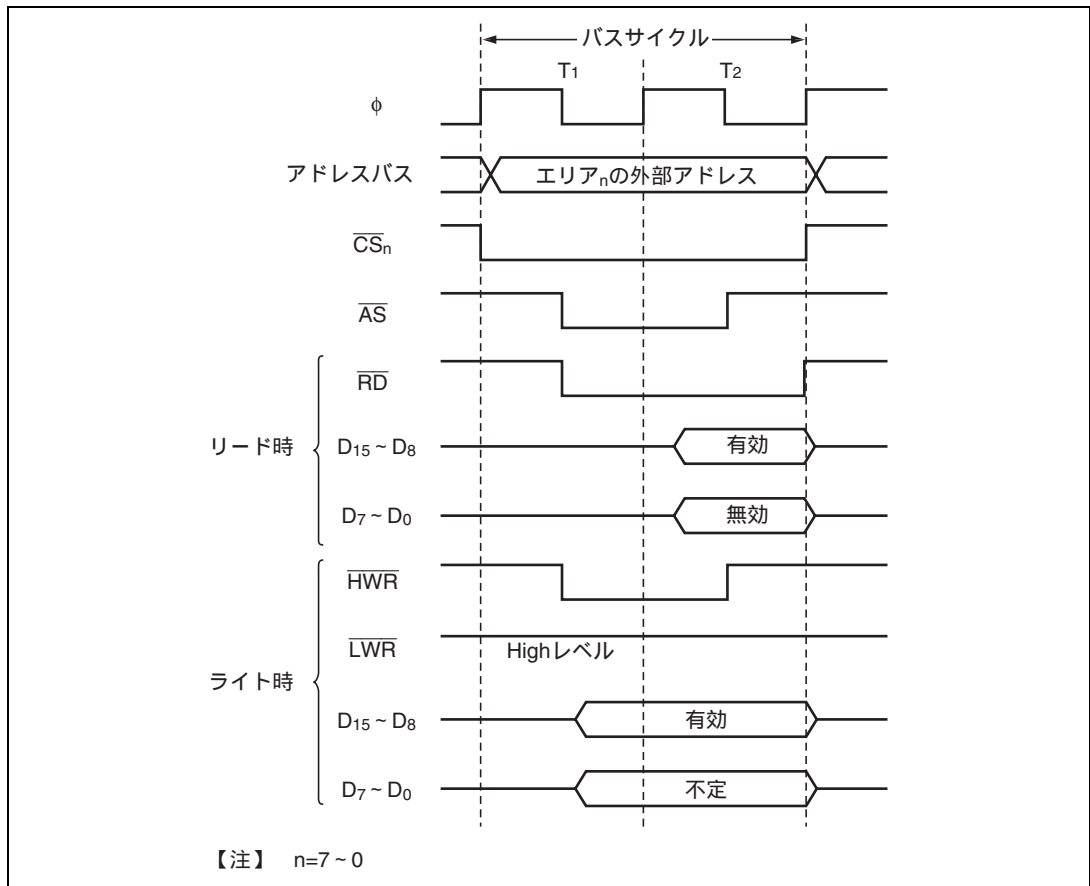 バスサイクル
T1 T2
φ
アドレスバス エリアnの外部アドレス
CSn
AS
RD
リード時 D15~D8 有効
D7~D0 無効
HWR
LWR Highレベル
ライト時
D15~D8 有効
D7~D0 不定
【注】 n=7~0